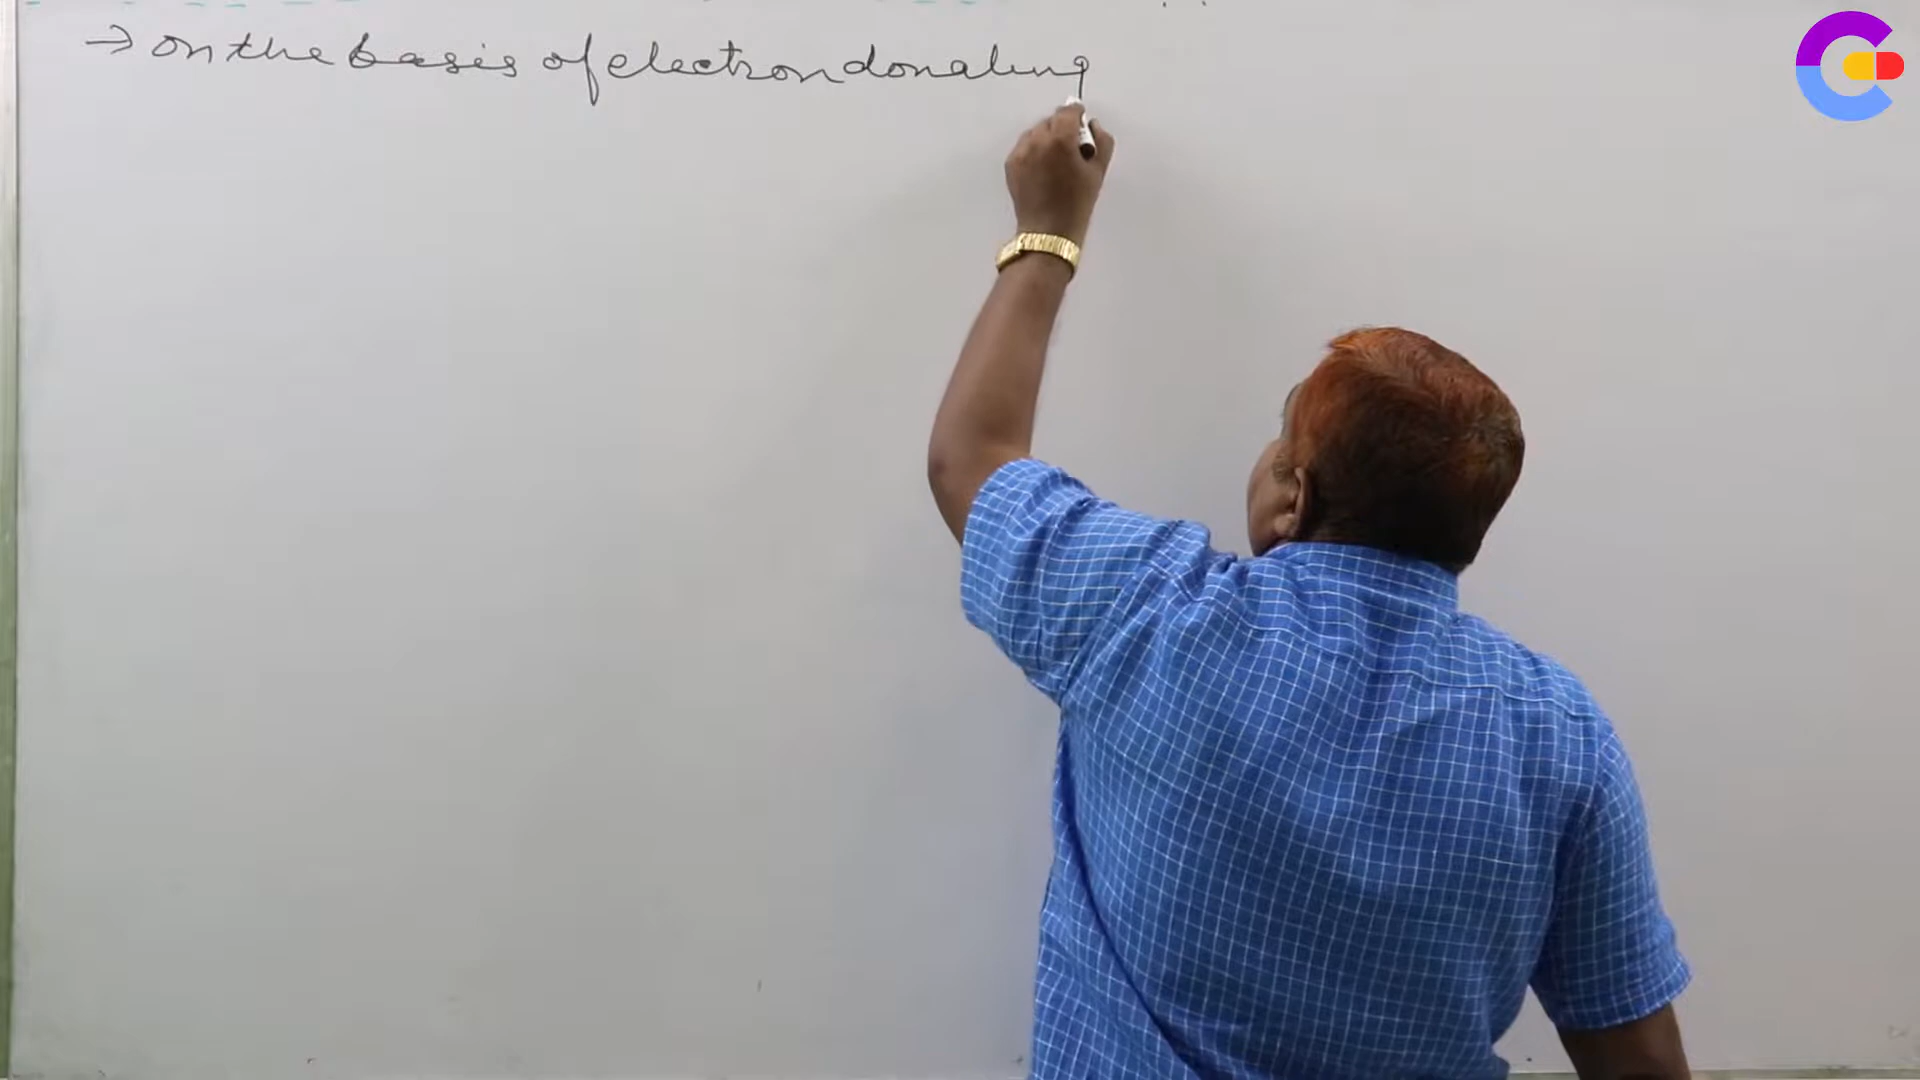 → on the basis of electron donating